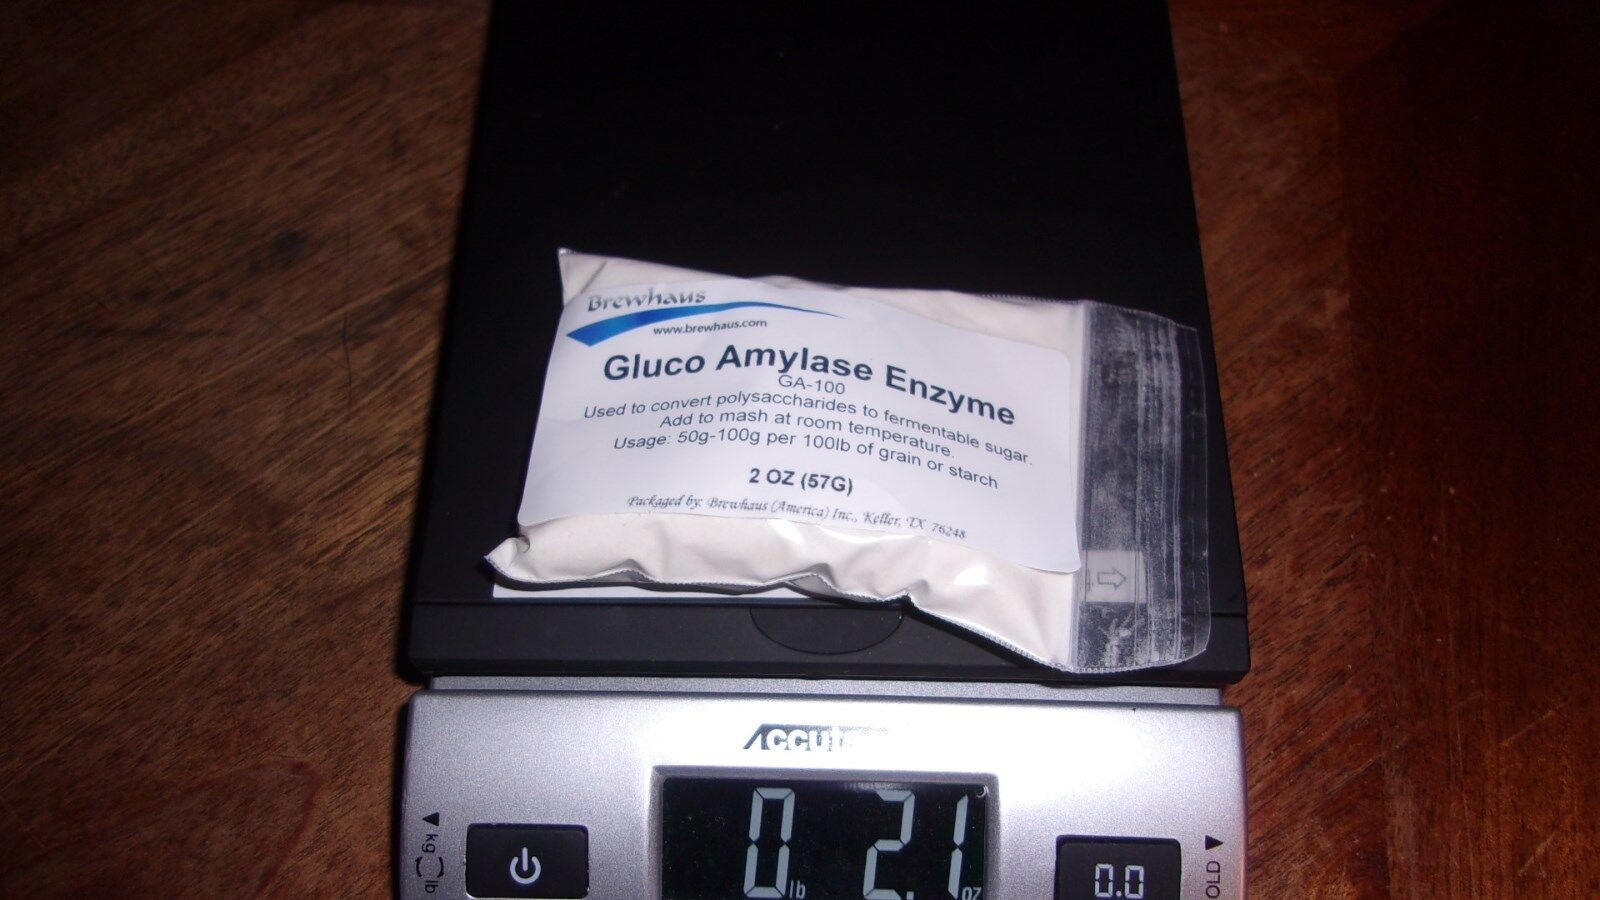 Brewhaus
www.brewhaus.com
Gluco Amylase Enzyme
GA-100
Used to convert polysaccharides to fermentable sugar.
Add to mash at room temperature.
Usage: 50g-100g per 100lb of grain or starch
2 OZ (57G)
Packaged by: Brewhaus (America) Inc., Keller, TX 76248
0 lb 2.1 oz
kg
lb
0.0